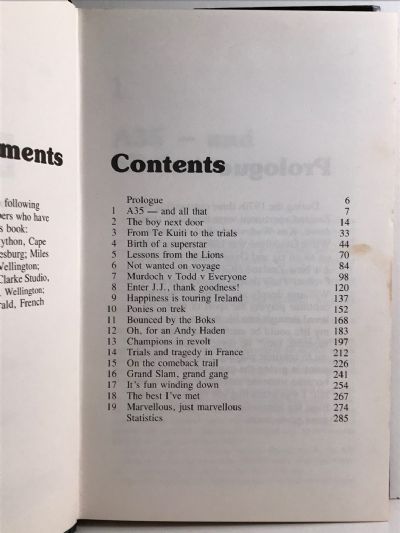 ments
following
pers who have
s book:
ython, Cape
esburg; Miles
Wellington;
Clarke Studio,
, Wellington;
ald, French
Contents
Prologue 6
1 A35 — and all that 7
2 The boy next door 14
3 From Te Kuiti to the trials 33
4 Birth of a superstar 44
5 Lessons from the Lions 70
6 Not wanted on voyage 84
7 Murdoch v Todd v Everyone 98
8 Enter J.J., thank goodness! 120
9 Happiness is touring Ireland 137
10 Ponies on trek 152
11 Bounced by the Boks 168
12 Oh, for an Andy Haden 183
13 Champions in revolt 197
14 Trials and tragedy in France 212
15 On the comeback trail 226
16 Grand Slam, grand gang 241
17 It's fun winding down 254
18 The best I've met 267
19 Marvellous, just marvellous 274
Statistics 285